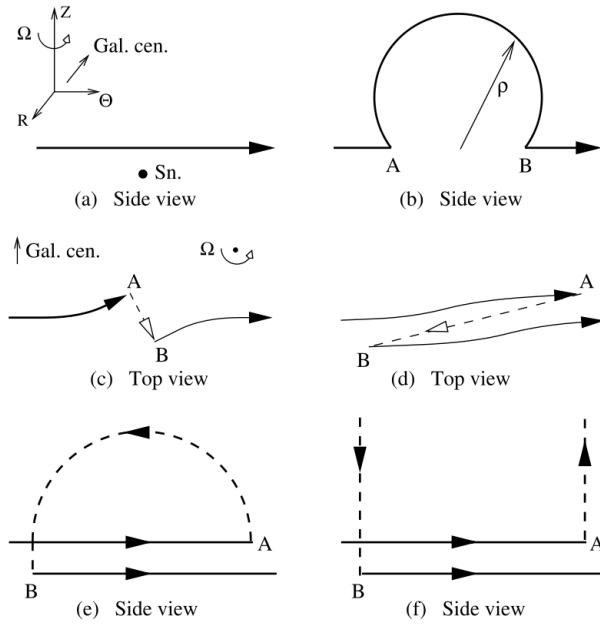 Z
Ω
Gal. cen.
Θ
R
Sn.
(a) Side view
ρ
A B
(b) Side view
Gal. cen.
Ω
A
B
(c) Top view
A
B
(d) Top view
A
B
(e) Side view
A
B
(f) Side view